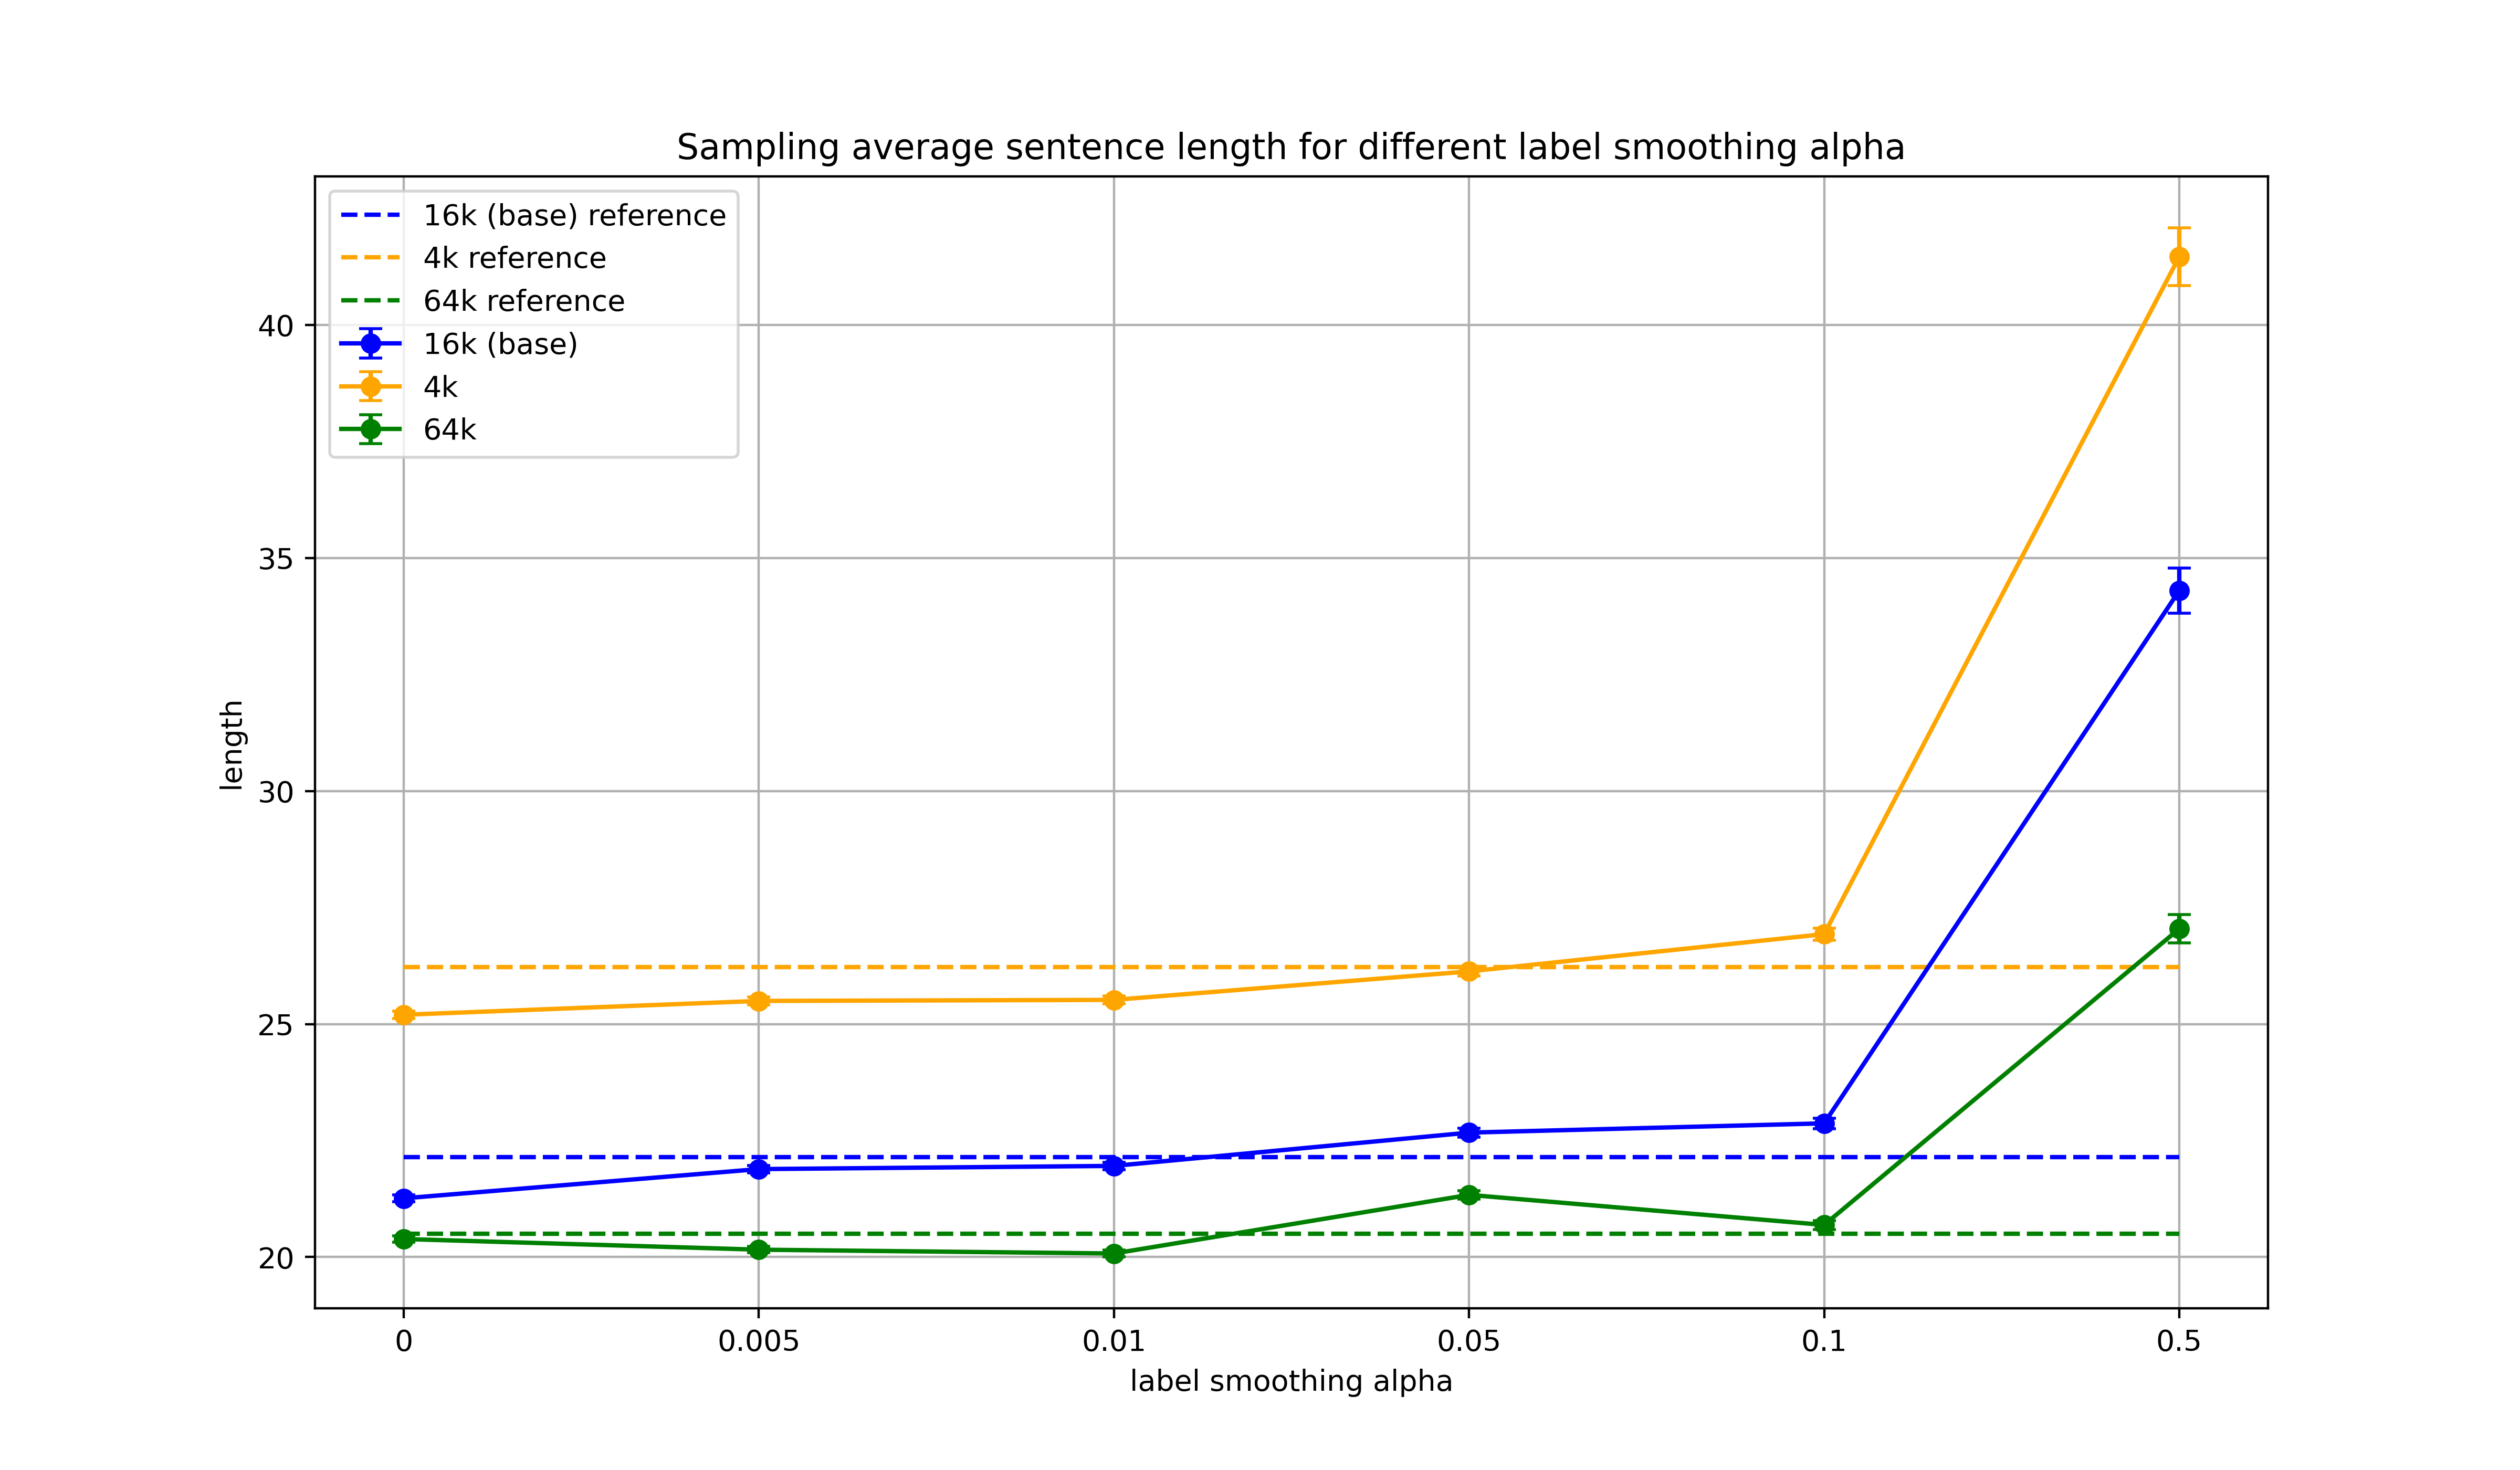 Sampling average sentence length for different label smoothing alpha
16k (base) reference
4k reference
64k reference
16k (base)
4k
64k
40
35
30
25
20
length
0 0.005 0.01 0.05 0.1 0.5
label smoothing alpha